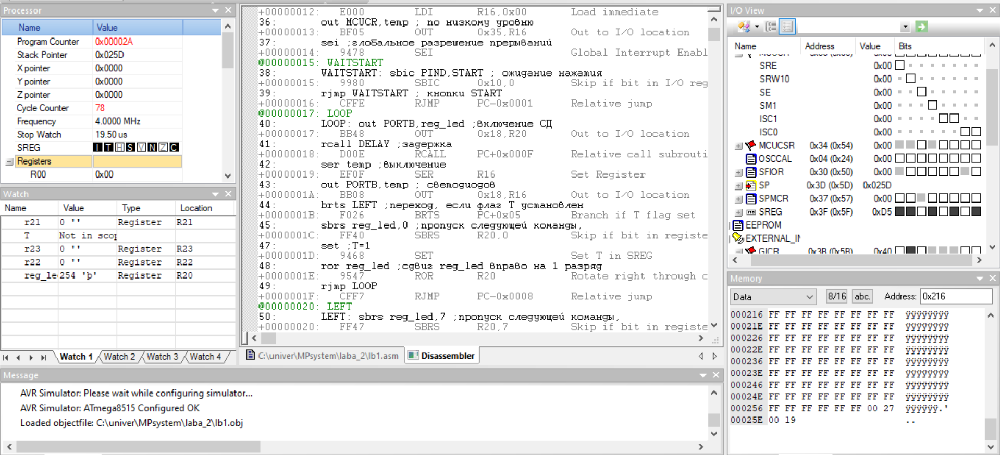 Processor
Name Value
Program Counter 0x00002A
Stack Pointer 0x025D
X pointer 0x0000
Y pointer 0x0000
Z pointer 0x0000
Cycle Counter 78
Frequency 4.0000 MHz
Stop Watch 19.50 us
SREG I T H S V N Z C
Registers
R00 0x00
Watch
Name Value Type Location
r21 0 '' Register R21
T Not in scop
r23 0 '' Register R23
r22 0 '' Register R22
reg_le 254 'þ' Register R20
Watch 1 Watch 2 Watch 3 Watch 4
+00000012: E000 LDI R16,0x00 Load immediate
36: out MCUCR,temp ; по низкому уровню
+00000013: BF05 OUT 0x35,R16 Out to I/O location
37: sei ;глобальное разрешение прерываний
+00000014: 9478 SEI Global Interrupt Enabl
@00000015: WAITSTART
38: WAITSTART: sbic PIND,START ; ожидание нажатия
+00000015: 9980 SBIC 0x10,0 Skip if bit in I/O reg
39: rjmp WAITSTART ; кнопки START
+00000016: CFFE RJMP PC-0x0001 Relative jump
@00000017: LOOP
40: LOOP: out PORTB,reg_led ;включение СД
+00000017: BB48 OUT 0x18,R20 Out to I/O location
41: rcall DELAY ;задержка
+00000018: D00E RCALL PC+0x000F Relative call subrouti
42: ser temp ;выключение
+00000019: EF0F SER R16 Set Register
43: out PORTB,temp ; светодиодов
+0000001A: BB08 OUT 0x18,R16 Out to I/O location
44: brts LEFT ;переход, если флаг T установлен
+0000001B: F026 BRTS PC+0x05 Branch if T flag set
45: sbrs reg_led,0 ;пропуск следующей команды,
+0000001C: FF40 SBRS R20,0 Skip if bit in registe
47: set ;T=1
+0000001D: 9468 SET Set T in SREG
48: ror reg_led ;сдвиг reg_led вправо на 1 разряд
+0000001E: 9547 ROR R20 Rotate right through c
49: rjmp LOOP
+0000001F: CFF7 RJMP PC-0x0008 Relative jump
@00000020: LEFT
50: LEFT: sbrs reg_led,7 ;пропуск следующей команды,
+00000020: FF47 SBRS R20,7 Skip if bit in registe
C:\univer\MPsystem\laba_2\lb1.asm Disassembler
I/O View
Name Address Value Bits
SRE 0x00
SRW10 0x00
SE 0x00
SM1 0x00
ISC1 0x00
ISC0 0x00
MCUCSR 0x34 (0x54) 0x00
OSCCAL 0x04 (0x24) 0x00
SFIOR 0x30 (0x50) 0x00
SP 0x3D (0x5D) 0x025D
SPMCR 0x37 (0x57) 0x00
SREG 0x3F (0x5F) 0xD5
EEPROM
EXTERNAL_IN
GICR 0x3B (0x5B) 0x40
Memory
Data 8/16 abc. Address: 0x216
000216 FF FF FF FF FF FF FF FF ÿÿÿÿÿÿÿÿ
00021E FF FF FF FF FF FF FF FF ÿÿÿÿÿÿÿÿ
000226 FF FF FF FF FF FF FF FF ÿÿÿÿÿÿÿÿ
00022E FF FF FF FF FF FF FF FF ÿÿÿÿÿÿÿÿ
000236 FF FF FF FF FF FF FF FF ÿÿÿÿÿÿÿÿ
00023E FF FF FF FF FF FF FF FF ÿÿÿÿÿÿÿÿ
000246 FF FF FF FF FF FF FF FF ÿÿÿÿÿÿÿÿ
00024E FF FF FF FF FF FF FF FF ÿÿÿÿÿÿÿÿ
000256 FF FF FF FF FF FF 00 27 ÿÿÿÿÿÿ.'
00025E 00 19 ..
Message
AVR Simulator: Please wait while configuring simulator...
AVR Simulator: ATmega8515 Configured OK
Loaded objectfile: C:\univer\MPsystem\laba_2\lb1.obj